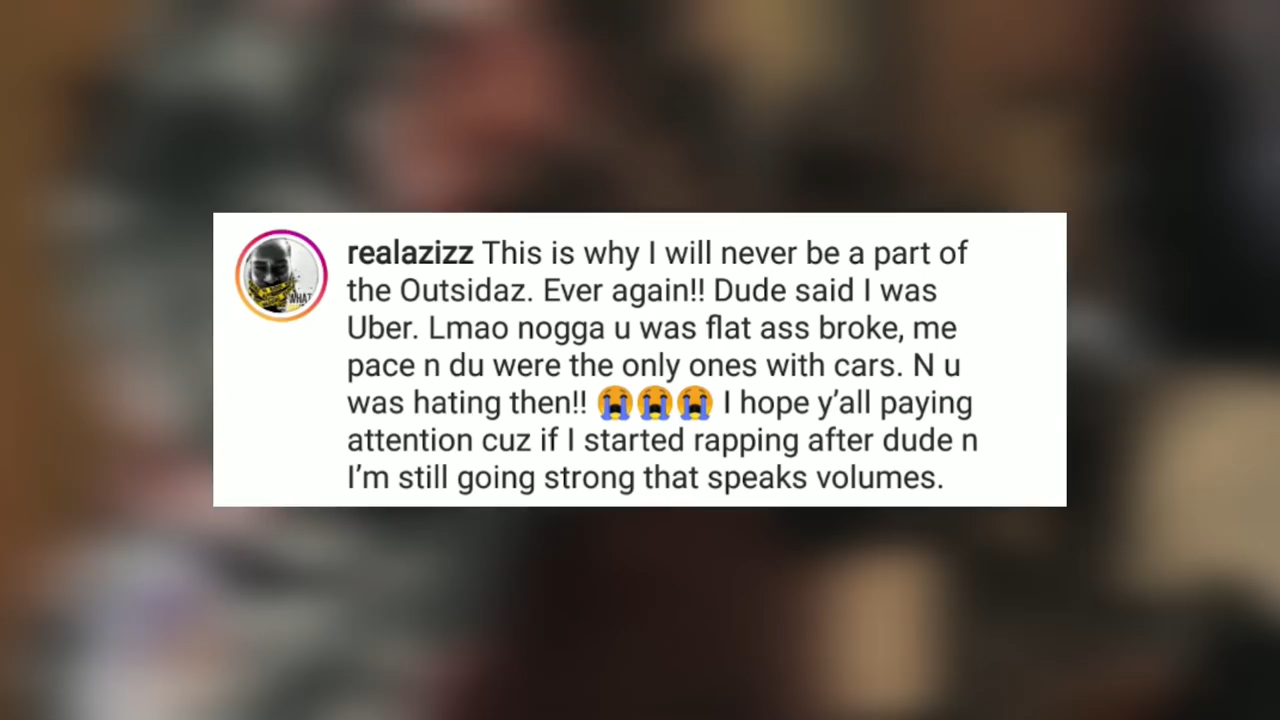 realazizz This is why I will never be a part of
the Outsidaz. Ever again!! Dude said I was
Uber. Lmao nogga u was flat ass broke, me
pace n du were the only ones with cars. N u
was hating then!! 😭😭😭 I hope y’all paying
attention cuz if I started rapping after dude n
I’m still going strong that speaks volumes.
WHAT